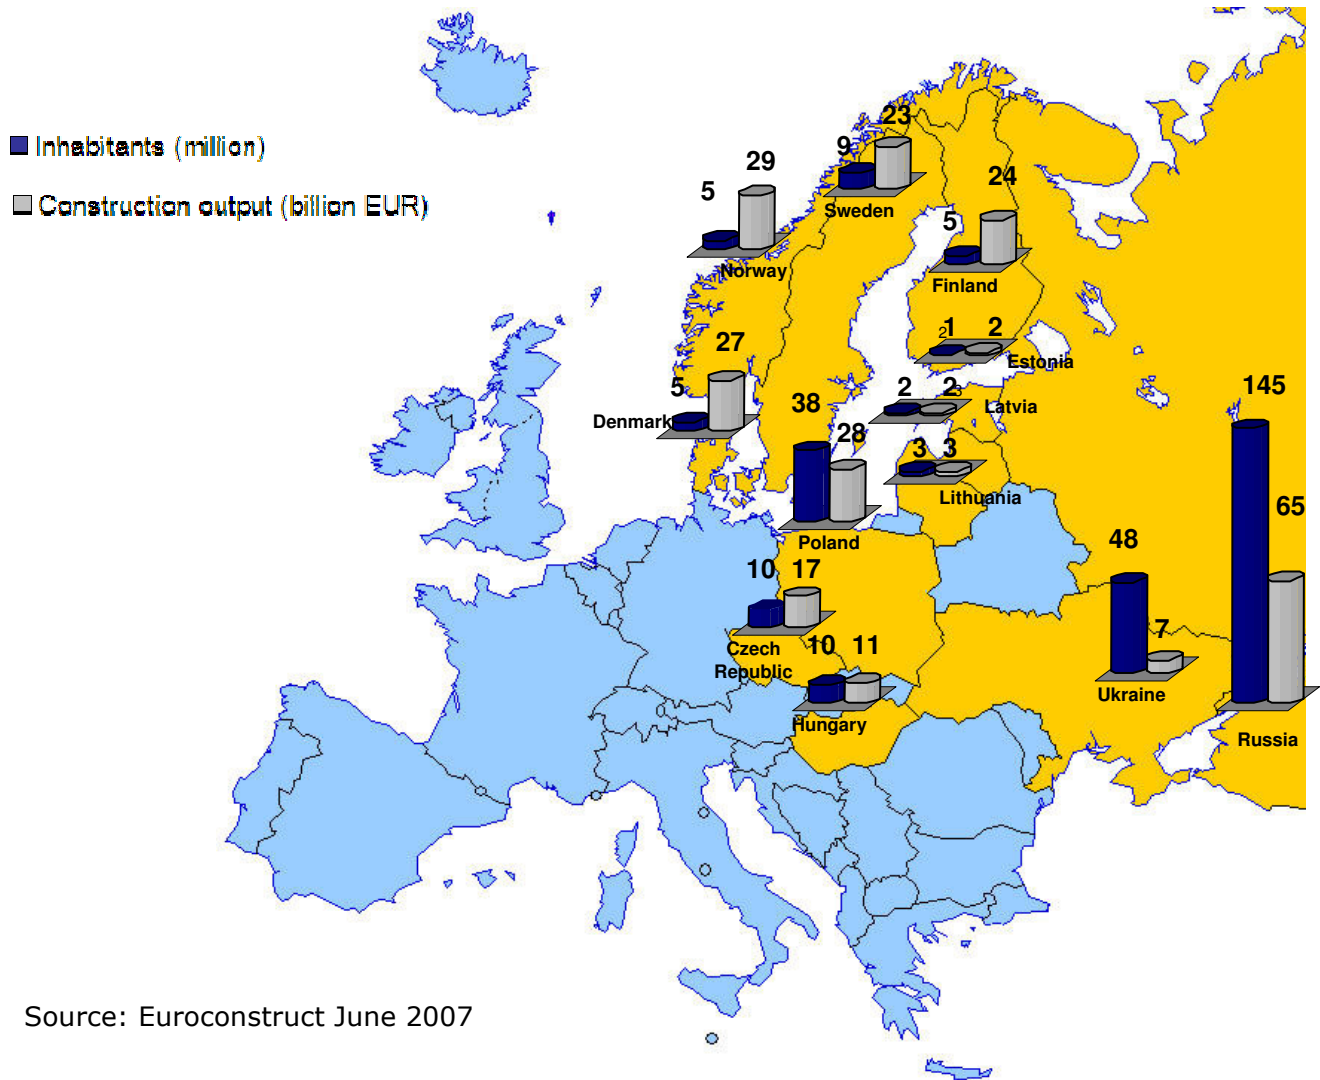 Inhabitants (million)
Construction output (billion EUR)
23
9
29
5
Sweden
24
5
Norway
Finland
2
1 2
Estonia
27
5
Denmark
2 2
3
Latvia
145
38
28
3 3
Lithuania
65
Poland
48
10 17
7
Czech
Republic
10 11
Ukraine
Hungary
Russia
Source: Euroconstruct June 2007